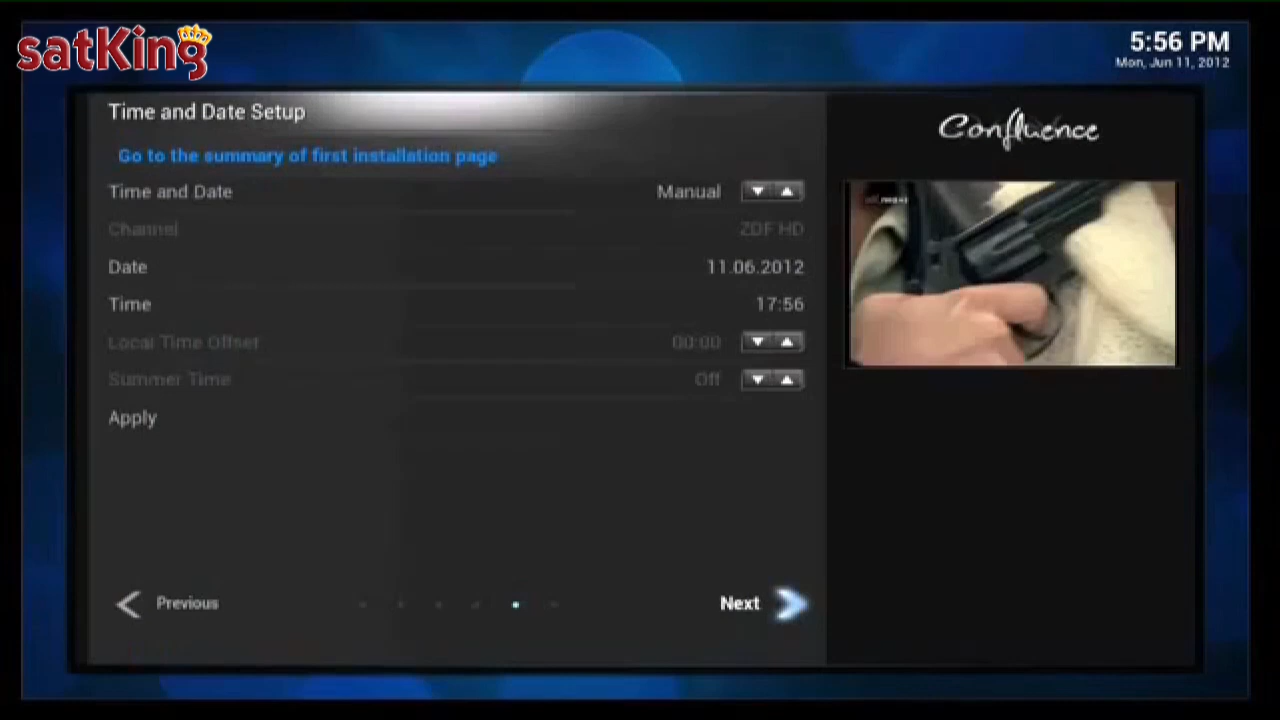 satKing
5:56 PM
Mon, Jun 11, 2012
Time and Date Setup
Confluence
Go to the summary of first installation page
Time and Date Manual
Channel ZDF HD
Date 11.06.2012
Time 17:56
Local Time Offset 00:00
Summer Time Off
Apply
Previous
Next